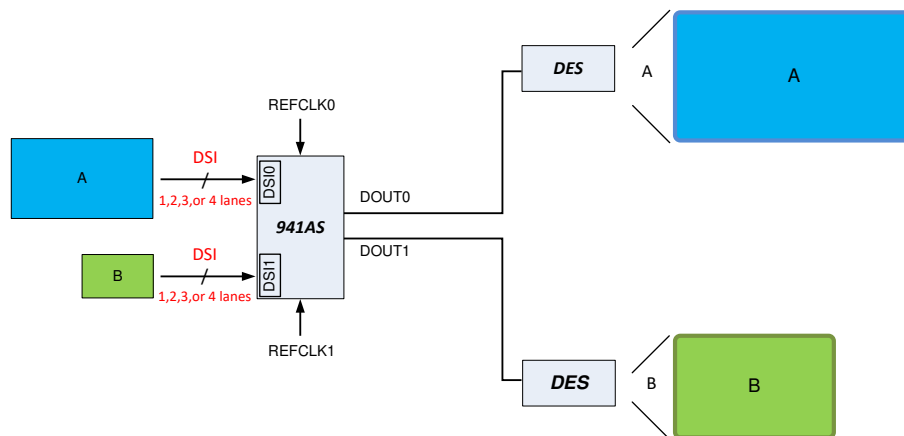 DES
A
A
REFCLK0
A
DSI
1,2,3,or 4 lanes
DSI0
DOUT0
941AS
DOUT1
B
DSI
1,2,3,or 4 lanes
DSI1
REFCLK1
DES
B
B